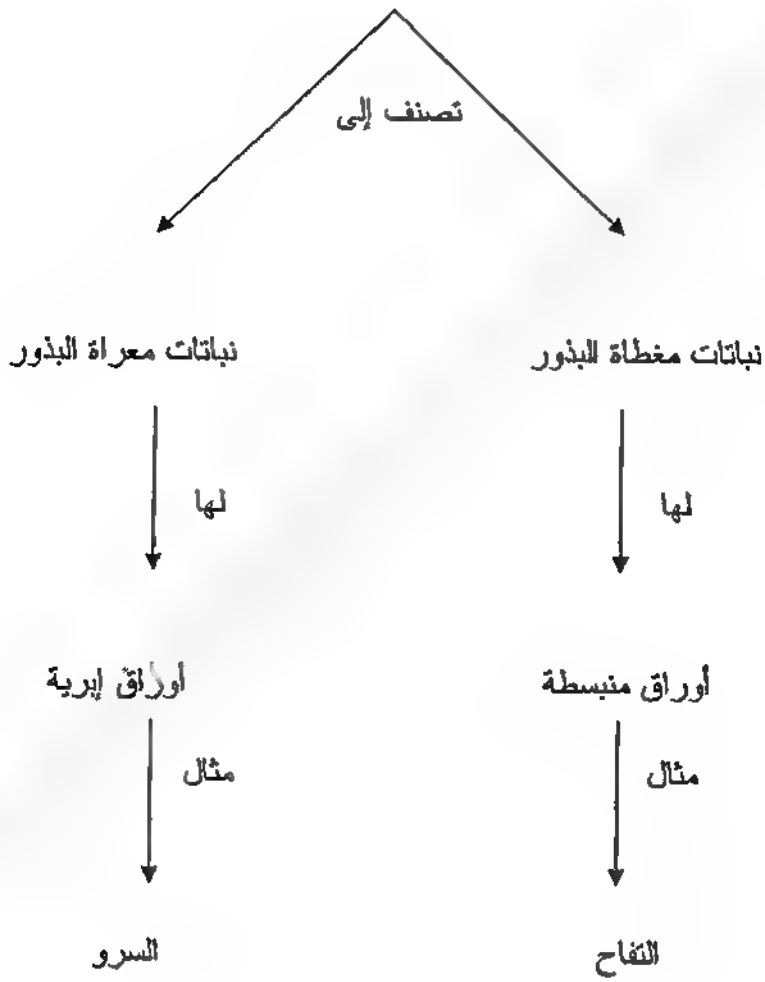 تصنف إلى
نباتات مغطاة البذور
نباتات معراة البذور
لها
لها
أوراق منبسطة
أوراق إبرية
مثال
مثال
التفاح
السرو